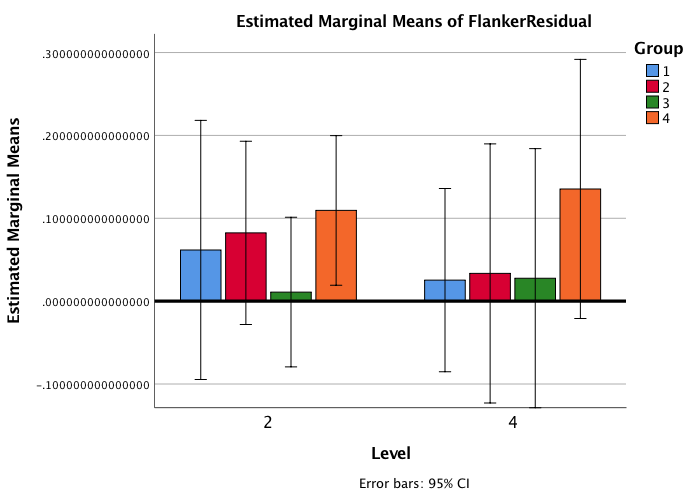 Estimated Marginal Means of FlankerResidual
Estimated Marginal Means
.300000000000000
.200000000000000
.100000000000000
.000000000000000
-.100000000000000
2
4
Level
Error bars: 95% CI
Group
1
2
3
4